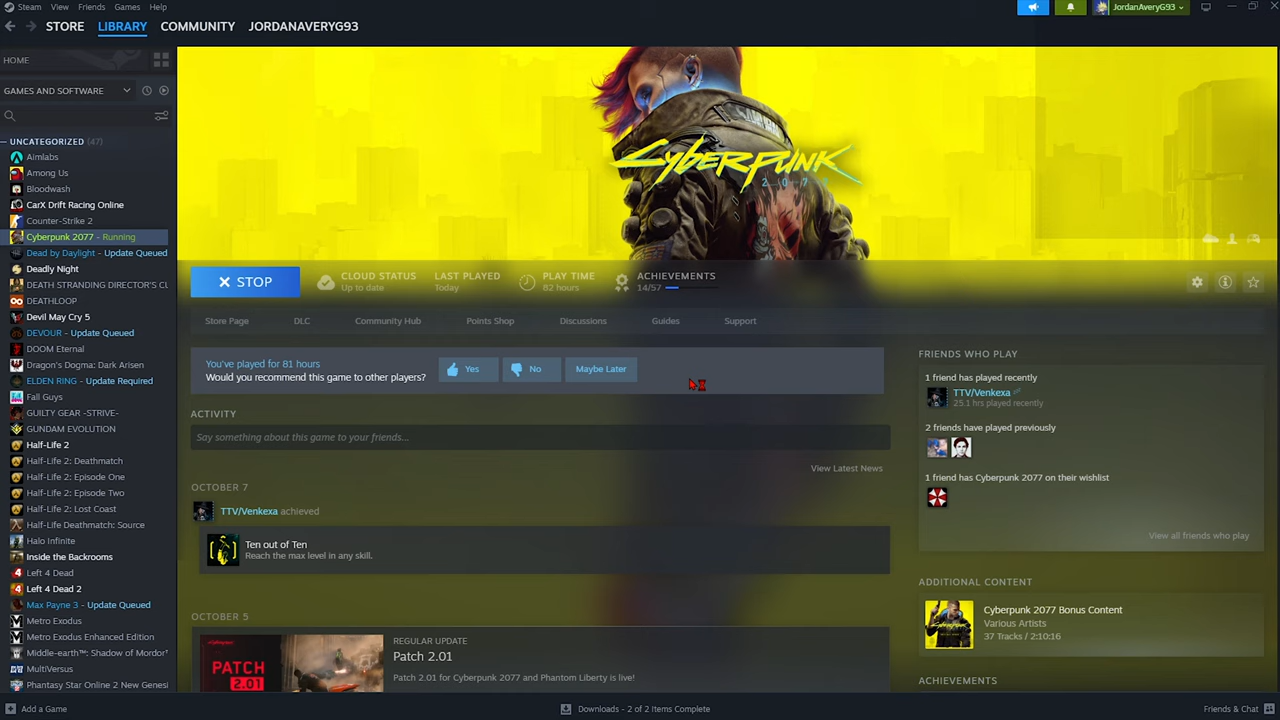 Steam View Friends Games Help
JordanAveryG93
STORE LIBRARY COMMUNITY JORDANAVERYG93
HOME
GAMES AND SOFTWARE
UNCATEGORIZED (47)
Aimlabs
Among Us
Bloodwash
CarX Drift Racing Online
Counter-Strike 2
Cyberpunk 2077 - Running
Dead by Daylight - Update Queued
Deadly Night
DEATH STRANDING DIRECTOR'S CU
DEATHLOOP
Devil May Cry 5
DEVOUR - Update Queued
DOOM Eternal
Dragon's Dogma: Dark Arisen
ELDEN RING - Update Required
Fall Guys
GUILTY GEAR -STRIVE-
GUNDAM EVOLUTION
Half-Life 2
Half-Life 2: Deathmatch
Half-Life 2: Episode One
Half-Life 2: Episode Two
Half-Life 2: Lost Coast
Half-Life Deathmatch: Source
Halo Infinite
Inside the Backrooms
Left 4 Dead
Left 4 Dead 2
Max Payne 3 - Update Queued
Metro Exodus
Metro Exodus Enhanced Edition
Middle-earth™: Shadow of Mordor
MultiVersus
Phantasy Star Online 2 New Genesi
Add a Game
SAMURAI
Cyberpunk
2077
STOP
CLOUD STATUS
Up to date
LAST PLAYED
Today
PLAY TIME
82 hours
ACHIEVEMENTS
14/57
Store Page DLC Community Hub Points Shop Discussions Guides Support
You've played for 81 hours
Would you recommend this game to other players?
Yes No Maybe Later
ACTIVITY
Say something about this game to your friends...
View Latest News
OCTOBER 7
TTV/Venkexa achieved
Ten out of Ten
Reach the max level in any skill.
OCTOBER 5
PATCH
2.01
REGULAR UPDATE
Patch 2.01
Patch 2.01 for Cyberpunk 2077 and Phantom Liberty is live!
FRIENDS WHO PLAY
1 friend has played recently
TTV/Venkexa
25.1 hrs played recently
2 friends have played previously
1 friend has Cyberpunk 2077 on their wishlist
View all friends who play
ADDITIONAL CONTENT
Cyberpunk 2077 Bonus Content
Various Artists
37 Tracks / 2:10:16
ACHIEVEMENTS
Downloads - 2 of 2 Items Complete
Friends & Chat